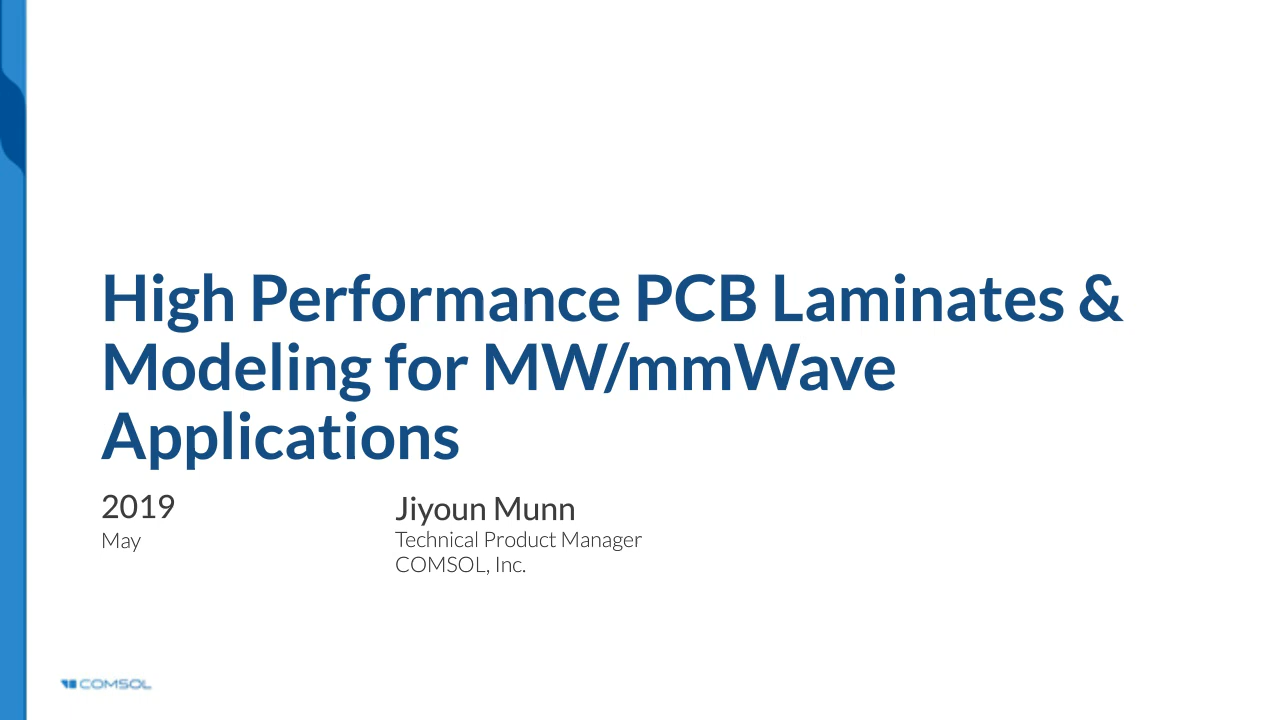 High Performance PCB Laminates &
Modeling for MW/mmWave
Applications
2019
May
Jiyoun Munn
Technical Product Manager
COMSOL, Inc.
COMSOL